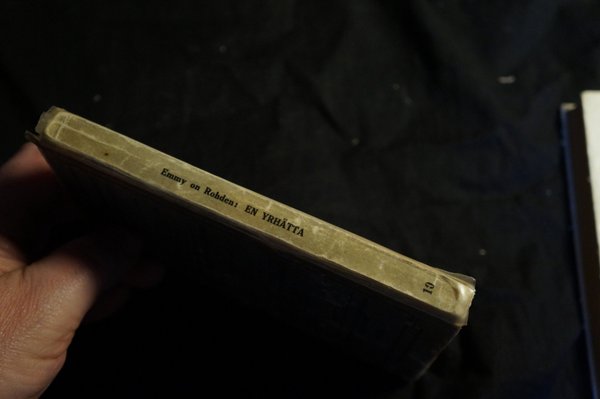 Emmy on Rohden: EN YRHÄTTA
10